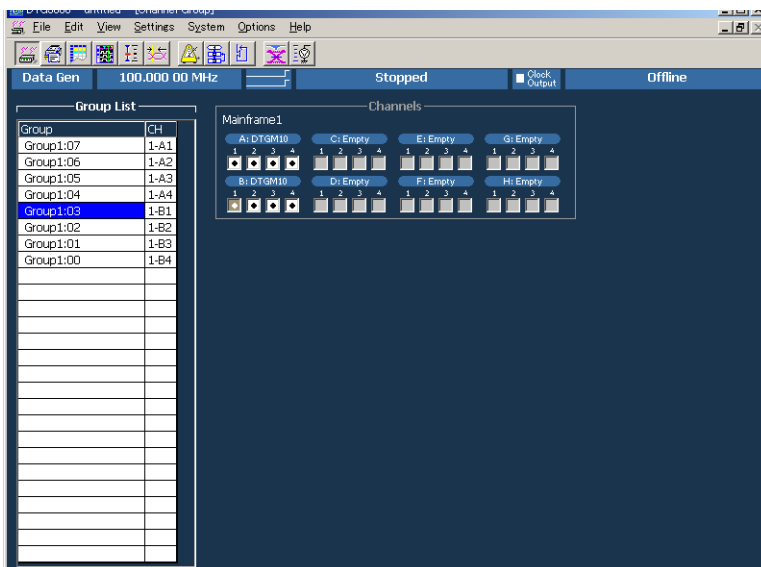 File Edit View Settings System Options Help
Data Gen 100.000 00 MHz Stopped Clock Output Offline
Group List
Group CH
Group1:07 1-A1
Group1:06 1-A2
Group1:05 1-A3
Group1:04 1-A4
Group1:03 1-B1
Group1:02 1-B2
Group1:01 1-B3
Group1:00 1-B4
Channels
Mainframe1
A: DTGM10 C: Empty E: Empty G: Empty
1 2 3 4 1 2 3 4 1 2 3 4 1 2 3 4
B: DTGM10 D: Empty F: Empty H: Empty
1 2 3 4 1 2 3 4 1 2 3 4 1 2 3 4